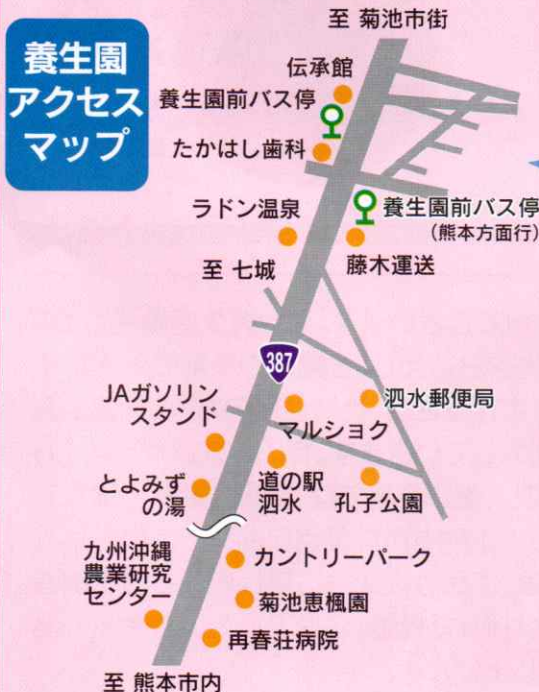 養生園
アクセス
マップ
至 菊池市街
伝承館
養生園前バス停
たかはし歯科
養生園前バス停
(熊本方面行)
ラドン温泉
藤木運送
至 七城
387
JAガソリン
スタンド
マルショク
泗水郵便局
とよみず
の湯
道の駅
泗水
孔子公園
九州沖縄
農業研究
センター
カントリーパーク
菊池恵楓園
再春荘病院
至 熊本市内